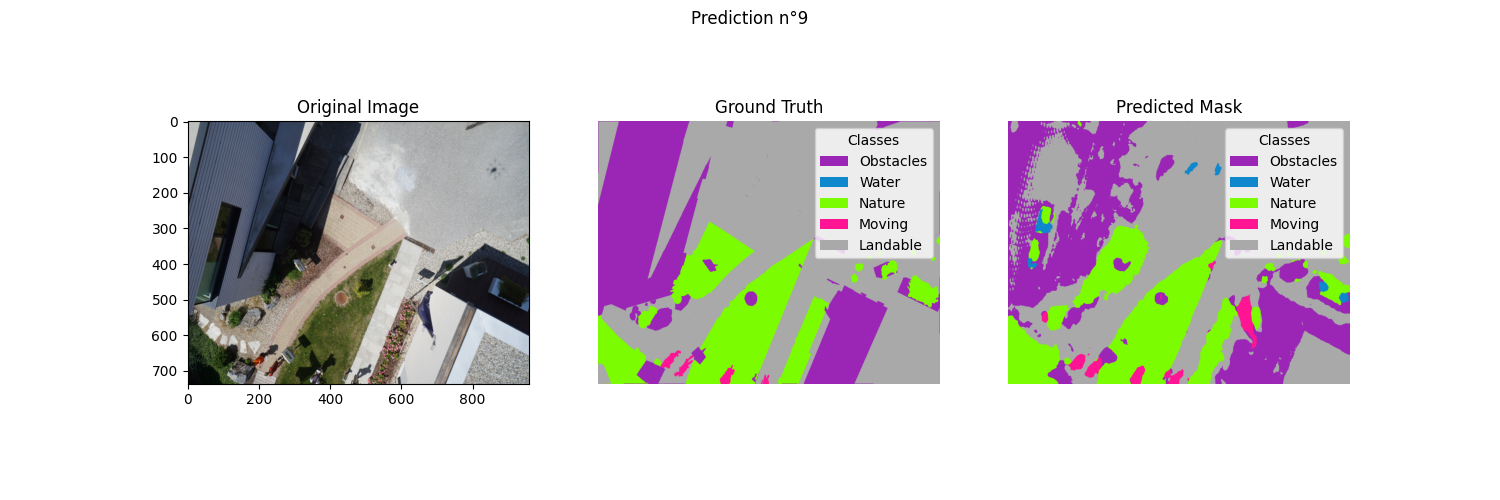 Prediction n°9
Original Image
Ground Truth
Predicted Mask
0
100
200
300
400
500
600
700
0
200
400
600
800
Classes
Obstacles
Water
Nature
Moving
Landable
Classes
Obstacles
Water
Nature
Moving
Landable